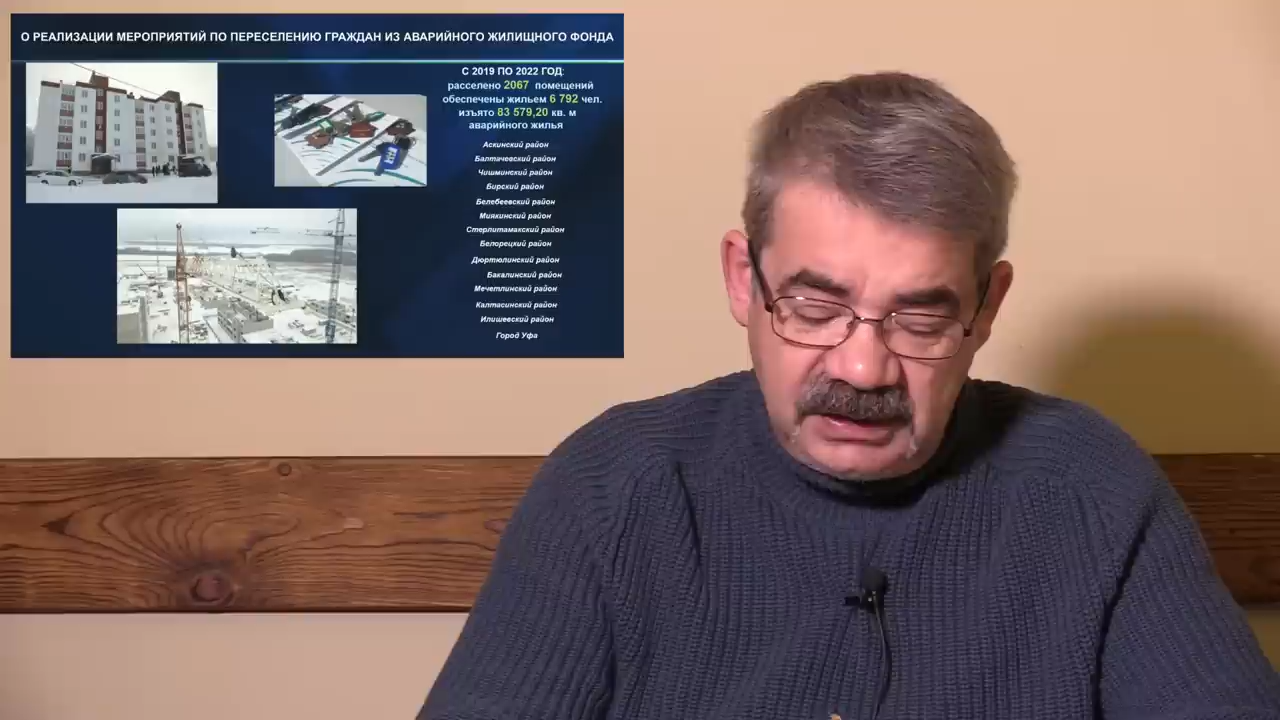 О РЕАЛИЗАЦИИ МЕРОПРИЯТИЙ ПО ПЕРЕСЕЛЕНИЮ ГРАЖДАН ИЗ АВАРИЙНОГО ЖИЛИЩНОГО ФОНДА
С 2019 ПО 2022 ГОД:
расселено 2067 помещений
обеспечены жильем 6 792 чел.
изъято 83 579,20 кв. м
аварийного жилья
Аскинский район
Балтачевский район
Чишминский район
Бирский район
Белебеевский район
Миякинский район
Стерлитамакский район
Белорецкий район
Дюртюлинский район
Бакалинский район
Мечетлинский район
Калтасинский район
Илишевский район
Город Уфа